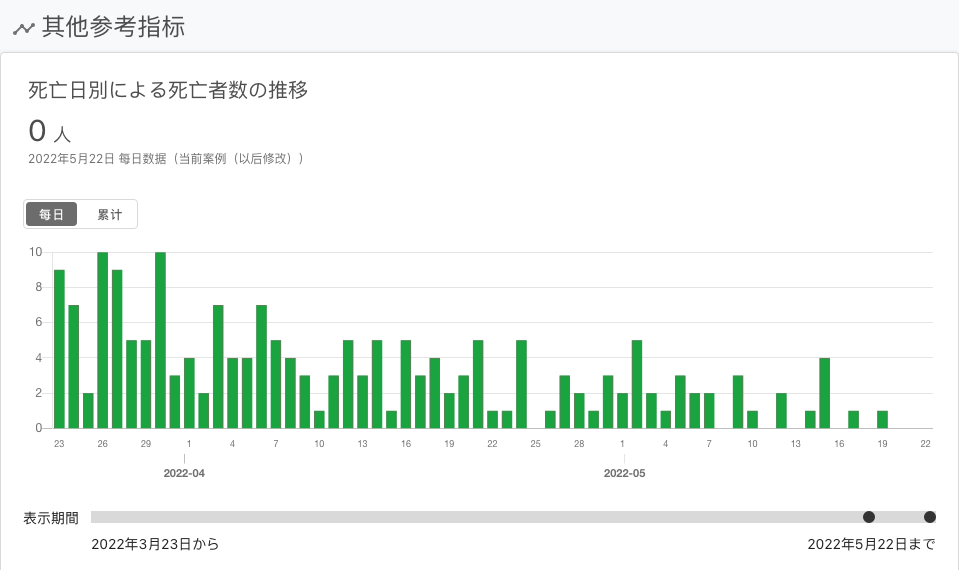 其他参考指标
死亡日別による死亡者数の推移
0 人
2022年5月22日 每日数据（当前案例（以后修改））
每日 累计
10
8
6
4
2
0
23 26 29 1 4 7 10 13 16 19 22 25 28 1 4 7 10 13 16 19 22
2022-04 2022-05
表示期間
2022年3月23日から 2022年5月22日まで